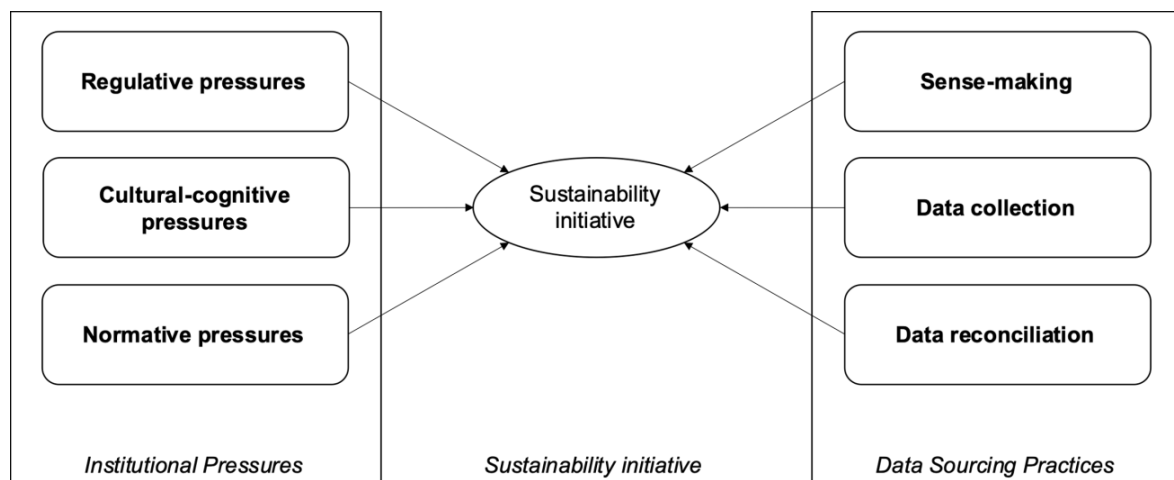 Regulative pressures
Cultural-cognitive
pressures
Normative pressures
Institutional Pressures
Sustainability
initiative
Sustainability initiative
Sense-making
Data collection
Data reconciliation
Data Sourcing Practices